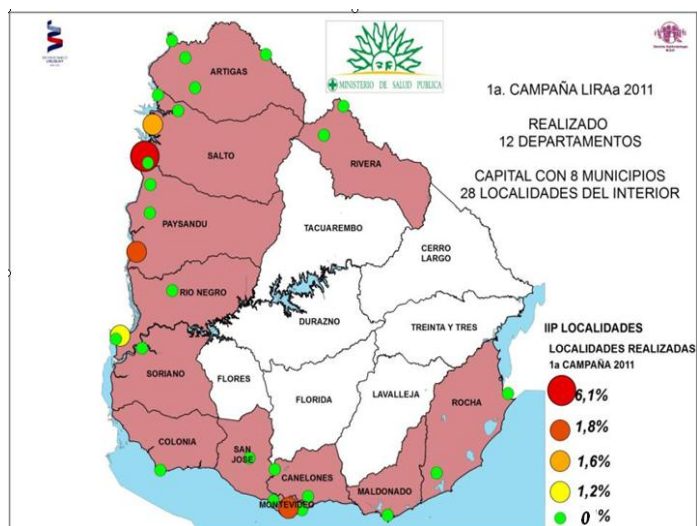 MINISTERIO DE SALUD PUBLICA
1a. CAMPAÑA LIRAa 2011
REALIZADO
12 DEPARTAMENTOS
CAPITAL CON 8 MUNICIPIOS
28 LOCALIDADES DEL INTERIOR
ARTIGAS
SALTO
RIVERA
PAYSANDU
TACUAREMBO
CERRO
LARGO
RIO NEGRO
DURAZNO
TREINTA Y TRES
SORIANO
FLORES
FLORIDA
LAVALLEJA
ROCHA
COLONIA
SAN
JOSE
CANELONES
MALDONADO
MONTEVIDEO
IIP LOCALIDADES
LOCALIDADES REALIZADAS
1a CAMPAÑA 2011
6,1%
1,8%
1,6%
1,2%
0 %